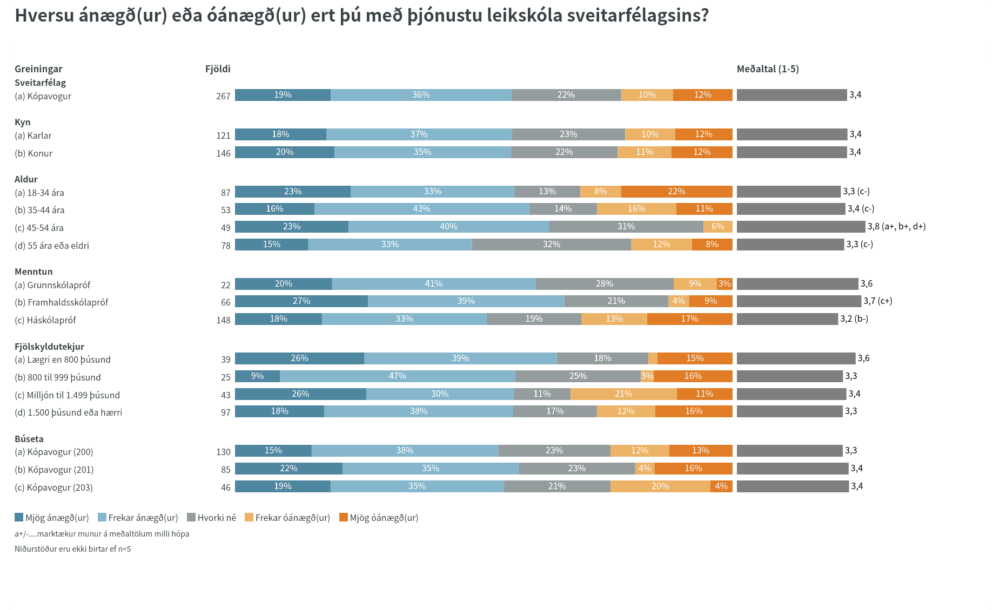 Hversu ánægð(ur) eða óánægð(ur) ert þú með þjónustu leikskóla sveitarfélagsins?
Greiningar Fjöldi Meðaltal (1-5)
Sveitarfélag
(a) Kópavogur 267 19% 36% 22% 10% 12% 3,4
Kyn
(a) Karlar 121 18% 37% 23% 10% 12% 3,4
(b) Konur 146 20% 35% 22% 11% 12% 3,4
Aldur
(a) 18-34 ára 87 23% 33% 13% 8% 22% 3,3 (c-)
(b) 35-44 ára 53 16% 43% 14% 16% 11% 3,4 (c-)
(c) 45-54 ára 49 23% 40% 31% 6% 3,8 (a+, b+, d+)
(d) 55 ára eða eldri 78 15% 33% 32% 12% 8% 3,3 (c-)
Menntun
(a) Grunnskólapróf 22 20% 41% 28% 9% 3% 3,6
(b) Framhaldsskólapróf 66 27% 39% 21% 4% 9% 3,7 (c+)
(c) Háskólapróf 148 18% 33% 19% 13% 17% 3,2 (b-)
Fjölskyldutekjur
(a) Lægri en 800 þúsund 39 26% 39% 18% 15% 3,6
(b) 800 til 999 þúsund 25 9% 47% 25% 3% 16% 3,3
(c) Milljón til 1.499 þúsund 43 26% 30% 11% 21% 11% 3,4
(d) 1.500 þúsund eða hærri 97 18% 38% 17% 12% 16% 3,3
Búseta
(a) Kópavogur (200) 130 15% 38% 23% 12% 13% 3,3
(b) Kópavogur (201) 85 22% 35% 23% 4% 16% 3,4
(c) Kópavogur (203) 46 19% 35% 21% 20% 4% 3,4
Mjög ánægð(ur) Frekar ánægð(ur) Hvorki né Frekar óánægð(ur) Mjög óánægð(ur)
a+/-....marktækur munur á meðaltölum milli hópa
Niðurstöður eru ekki birtar ef n<5